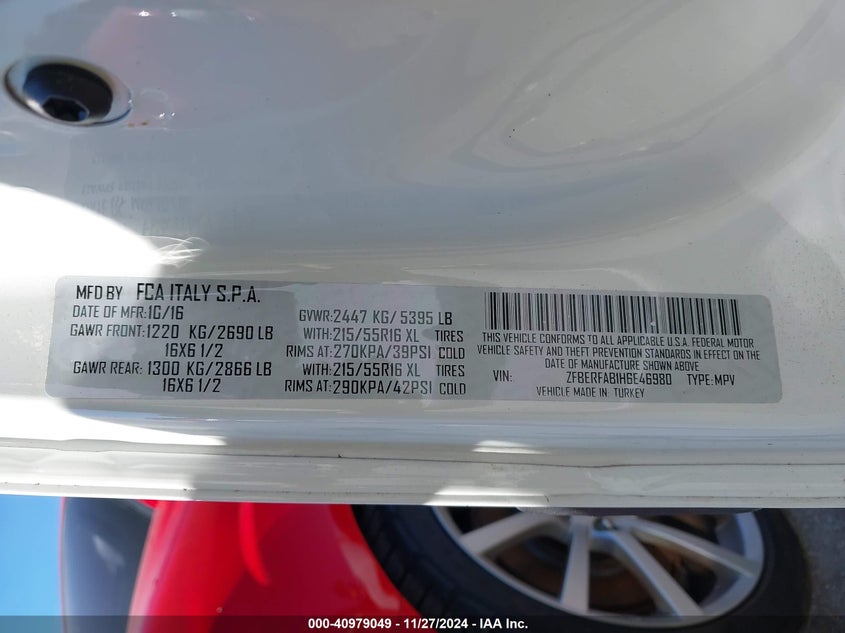 MFD BY FCA ITALY S.P.A.
DATE OF MFR:10/16
GAWR FRONT:1220 KG/2690 LB
16X6 1/2
GAWR REAR: 1300 KG/2866 LB
16X6 1/2
GVWR:2447 KG/ 5395 LB
WITH:215/55R16 XL TIRES
RIMS AT:270KPA/39PSI COLD
WITH:215/55R16 XL TIRES
RIMS AT:290KPA/42PSI COLD
THIS VEHICLE CONFORMS TO ALL APPLICABLE U.S.A. FEDERAL MOTOR
VEHICLE SAFETY AND THEFT PREVENTION STANDARDS IN EFFECT ON THE
DATE OF MANUFACTURE SHOWN ABOVE
VIN: ZFBERFAB1H6E46980 TYPE:MPV
VEHICLE MADE IN: TURKEY
000-40979049 - 11/27/2024 - IAA Inc.